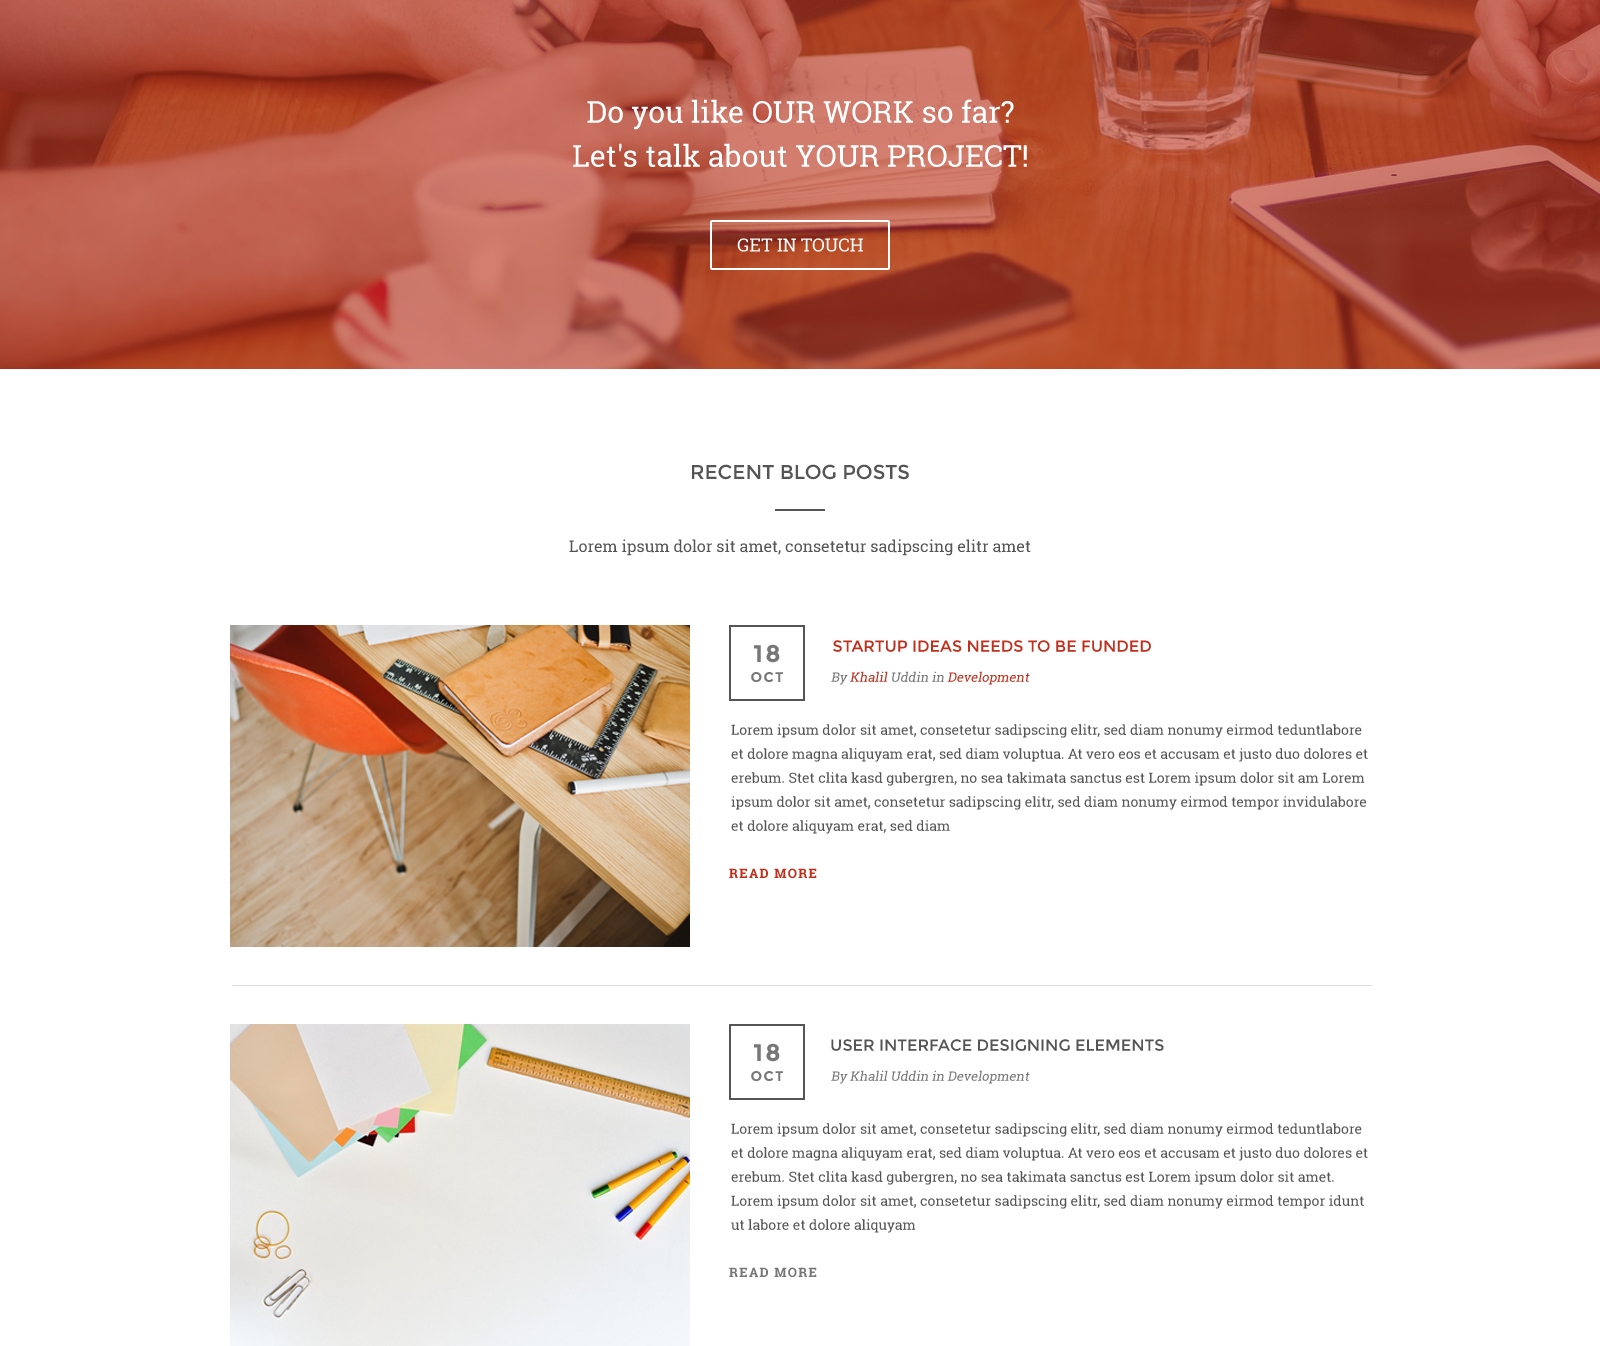 Do you like OUR WORK so far?
Let's talk about YOUR PROJECT!
GET IN TOUCH
RECENT BLOG POSTS
Lorem ipsum dolor sit amet, consetetur sadipscing elitr amet
18
OCT
STARTUP IDEAS NEEDS TO BE FUNDED
By Khalil Uddin in Development
Lorem ipsum dolor sit amet, consetetur sadipscing elitr, sed diam nonumy eirmod teduntlabore
et dolore magna aliquyam erat, sed diam voluptua. At vero eos et accusam et justo duo dolores et
erebum. Stet clita kasd gubergren, no sea takimata sanctus est Lorem ipsum dolor sit am Lorem
ipsum dolor sit amet, consetetur sadipscing elitr, sed diam nonumy eirmod tempor invidulabore
et dolore aliquyam erat, sed diam
READ MORE
18
OCT
USER INTERFACE DESIGNING ELEMENTS
By Khalil Uddin in Development
Lorem ipsum dolor sit amet, consetetur sadipscing elitr, sed diam nonumy eirmod teduntlabore
et dolore magna aliquyam erat, sed diam voluptua. At vero eos et accusam et justo duo dolores et
erebum. Stet clita kasd gubergren, no sea takimata sanctus est Lorem ipsum dolor sit amet.
Lorem ipsum dolor sit amet, consetetur sadipscing elitr, sed diam nonumy eirmod tempor idunt
ut labore et dolore aliquyam
READ MORE